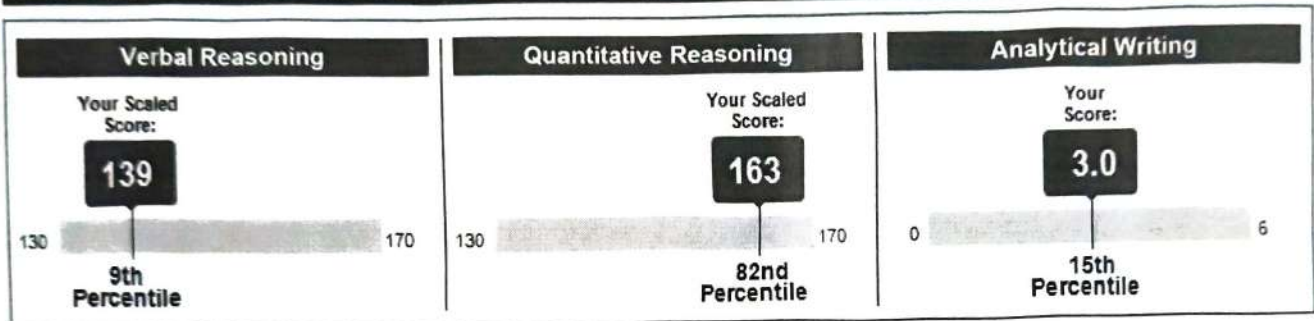 Verbal Reasoning
Your Scaled
Score:
139
130
170
9th
Percentile
Quantitative Reasoning
Your Scaled
Score:
163
130
170
82nd
Percentile
Analytical Writing
Your
Score:
3.0
0
6
15th
Percentile